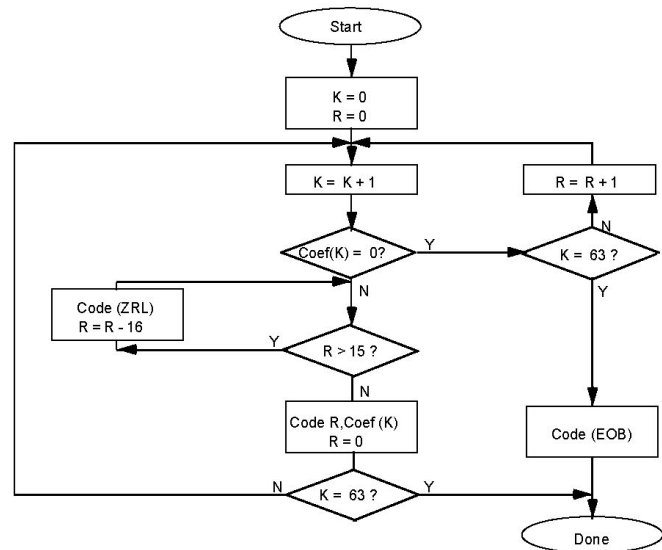 Start
K = 0
R = 0
K = K + 1
R = R + 1
N
Coef(K) = 0?
Y
K = 63 ?
N
Y
Code (ZRL)
R = R - 16
Y
R > 15 ?
N
Code R,Coef (K)
R = 0
Code (EOB)
N
K = 63 ?
Y
Done